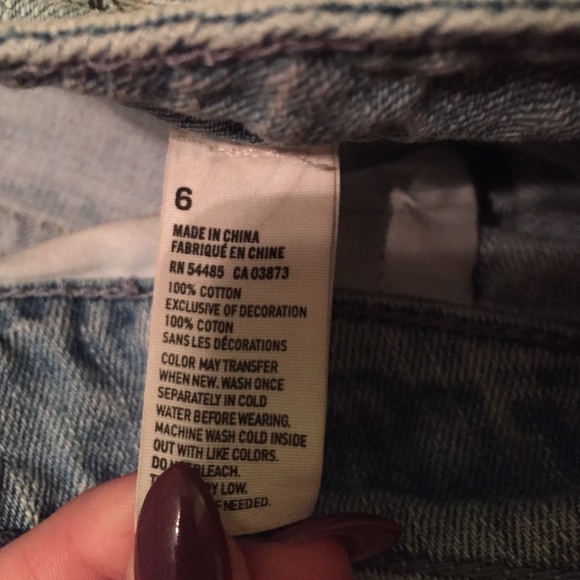 6
MADE IN CHINA
FABRIQUÉ EN CHINE
RN 54485 CA 03873
100% COTTON
EXCLUSIVE OF DECORATION
100% COTON
SANS LES DÉCORATIONS
COLOR MAY TRANSFER
WHEN NEW. WASH ONCE
SEPARATELY IN COLD
WATER BEFORE WEARING.
MACHINE WASH COLD INSIDE
OUT WITH LIKE COLORS.
DO NOT BLEACH.
LOW.
NEEDED.